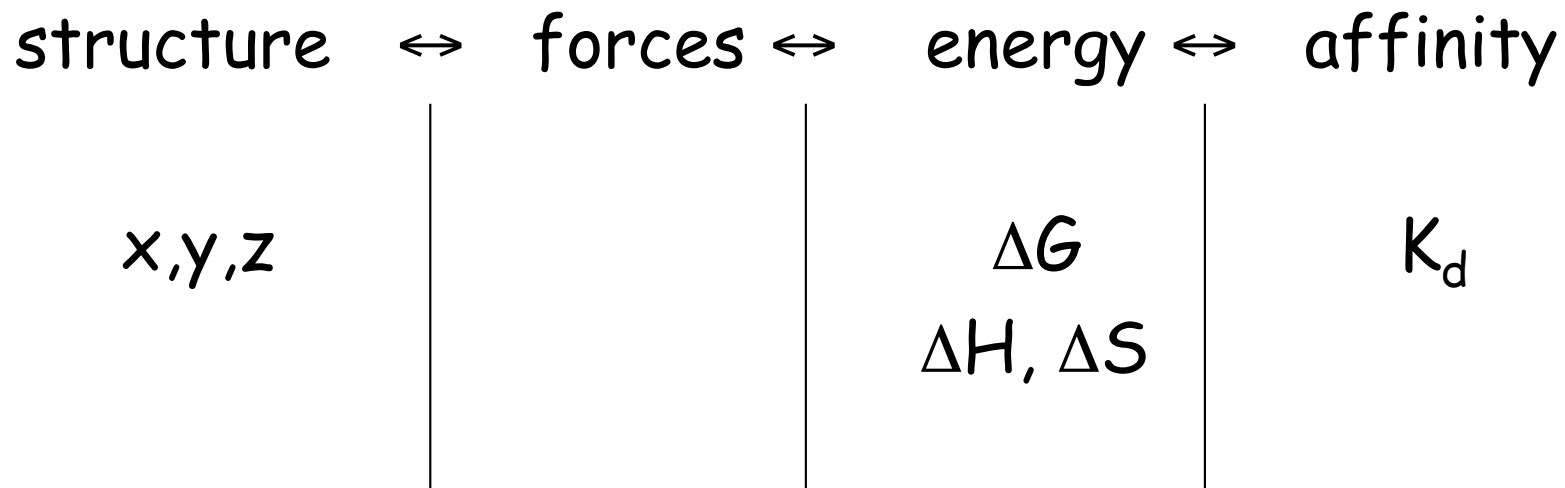 structure ↔ forces ↔ energy ↔ affinity
x,y,z ΔG K_d
ΔH, ΔS